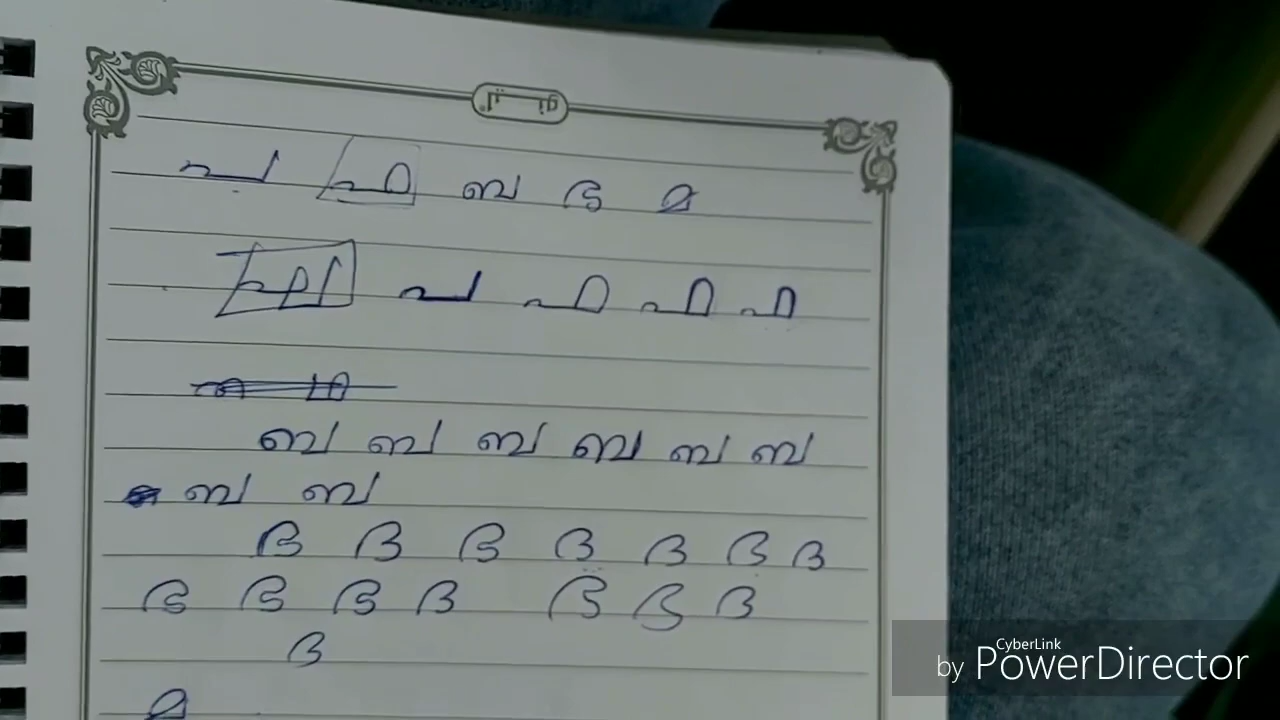 പ ഫ ബ ഭ മ
പ ഫ ഫ ഫ
ബ ബ ബ ബ ബ ബ
ബ ബ
ഭ ദ ഭ ദ ദ ദ ദ
ഭ ഭ ഭ ദ ഭ ഭ ദ
ദ
മ
CyberLink
by PowerDirector